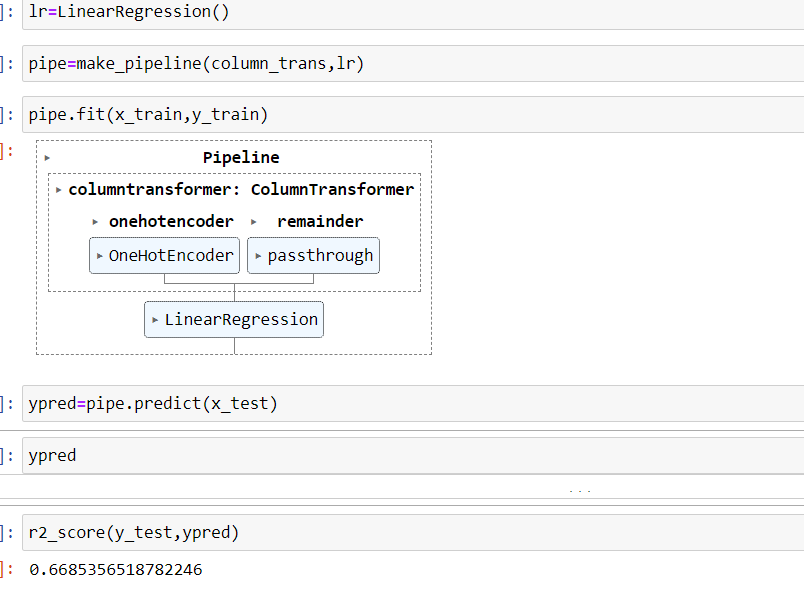 ]: lr=LinearRegression()
]: pipe=make_pipeline(column_trans,lr)
]: pipe.fit(x_train,y_train)
]:
Pipeline
columntransformer: ColumnTransformer
onehotencoder remainder
OneHotEncoder passthrough
LinearRegression
]: ypred=pipe.predict(x_test)
]: ypred
...
]: r2_score(y_test,ypred)
]: 0.6685356518782246